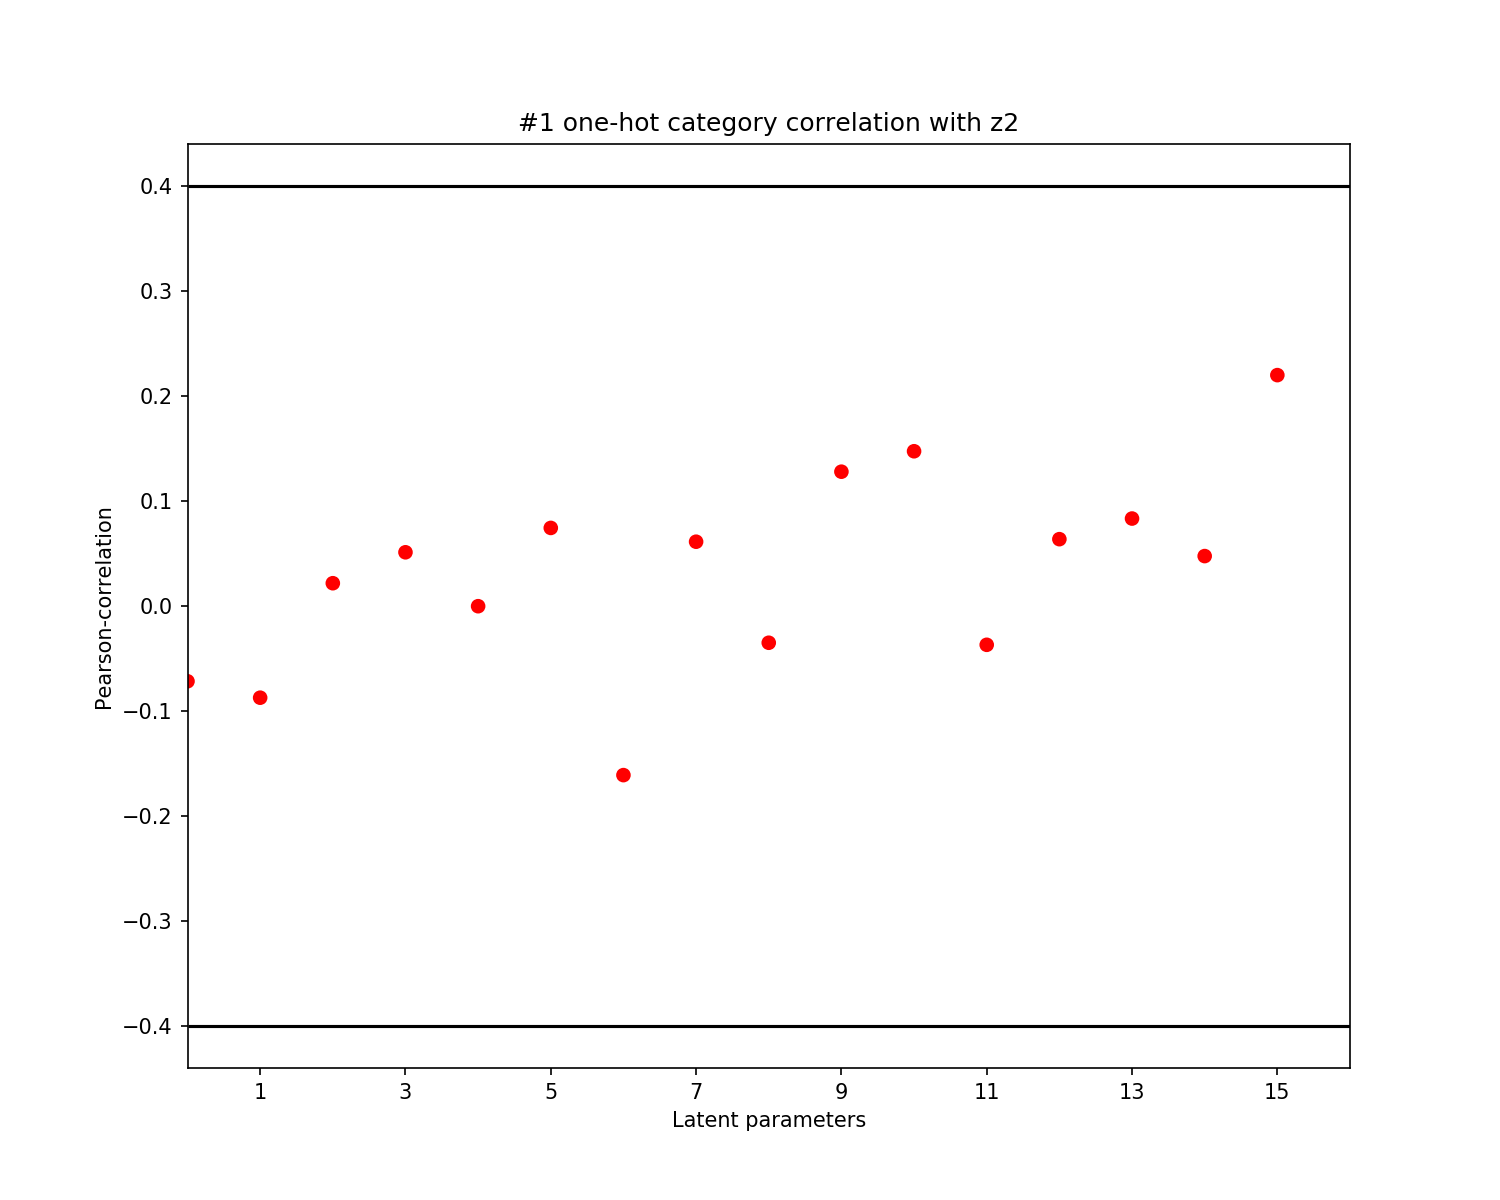 #1 one-hot category correlation with z2
0.4
0.3
0.2
0.1
0.0
−0.1
−0.2
−0.3
−0.4
Pearson-correlation
1 3 5 7 9 11 13 15
Latent parameters